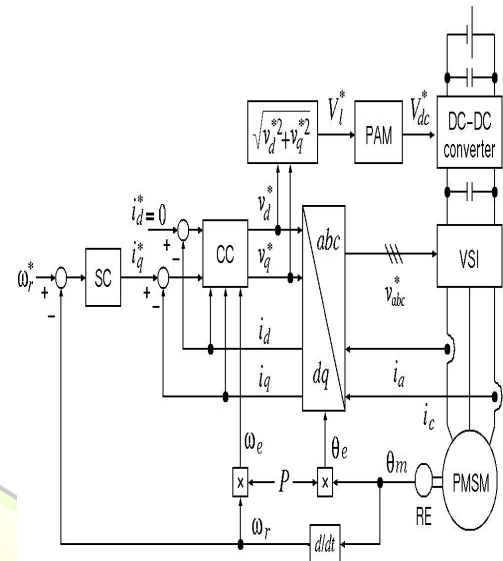 V_l^*
V_dc^*
√v_d^{*2}+v_q^{*2}
PAM
DC-DC
converter
i_d^*=0
+
−
v_d^*
abc
ω_r^*
+
−
SC
i_q^*
+
−
CC
v_q^*
v_abc^*
VSI
i_d
i_q
dq
i_a
i_c
ω_e
θ_e
θ_m
x
P
x
RE
PMSM
ω_r
d/dt